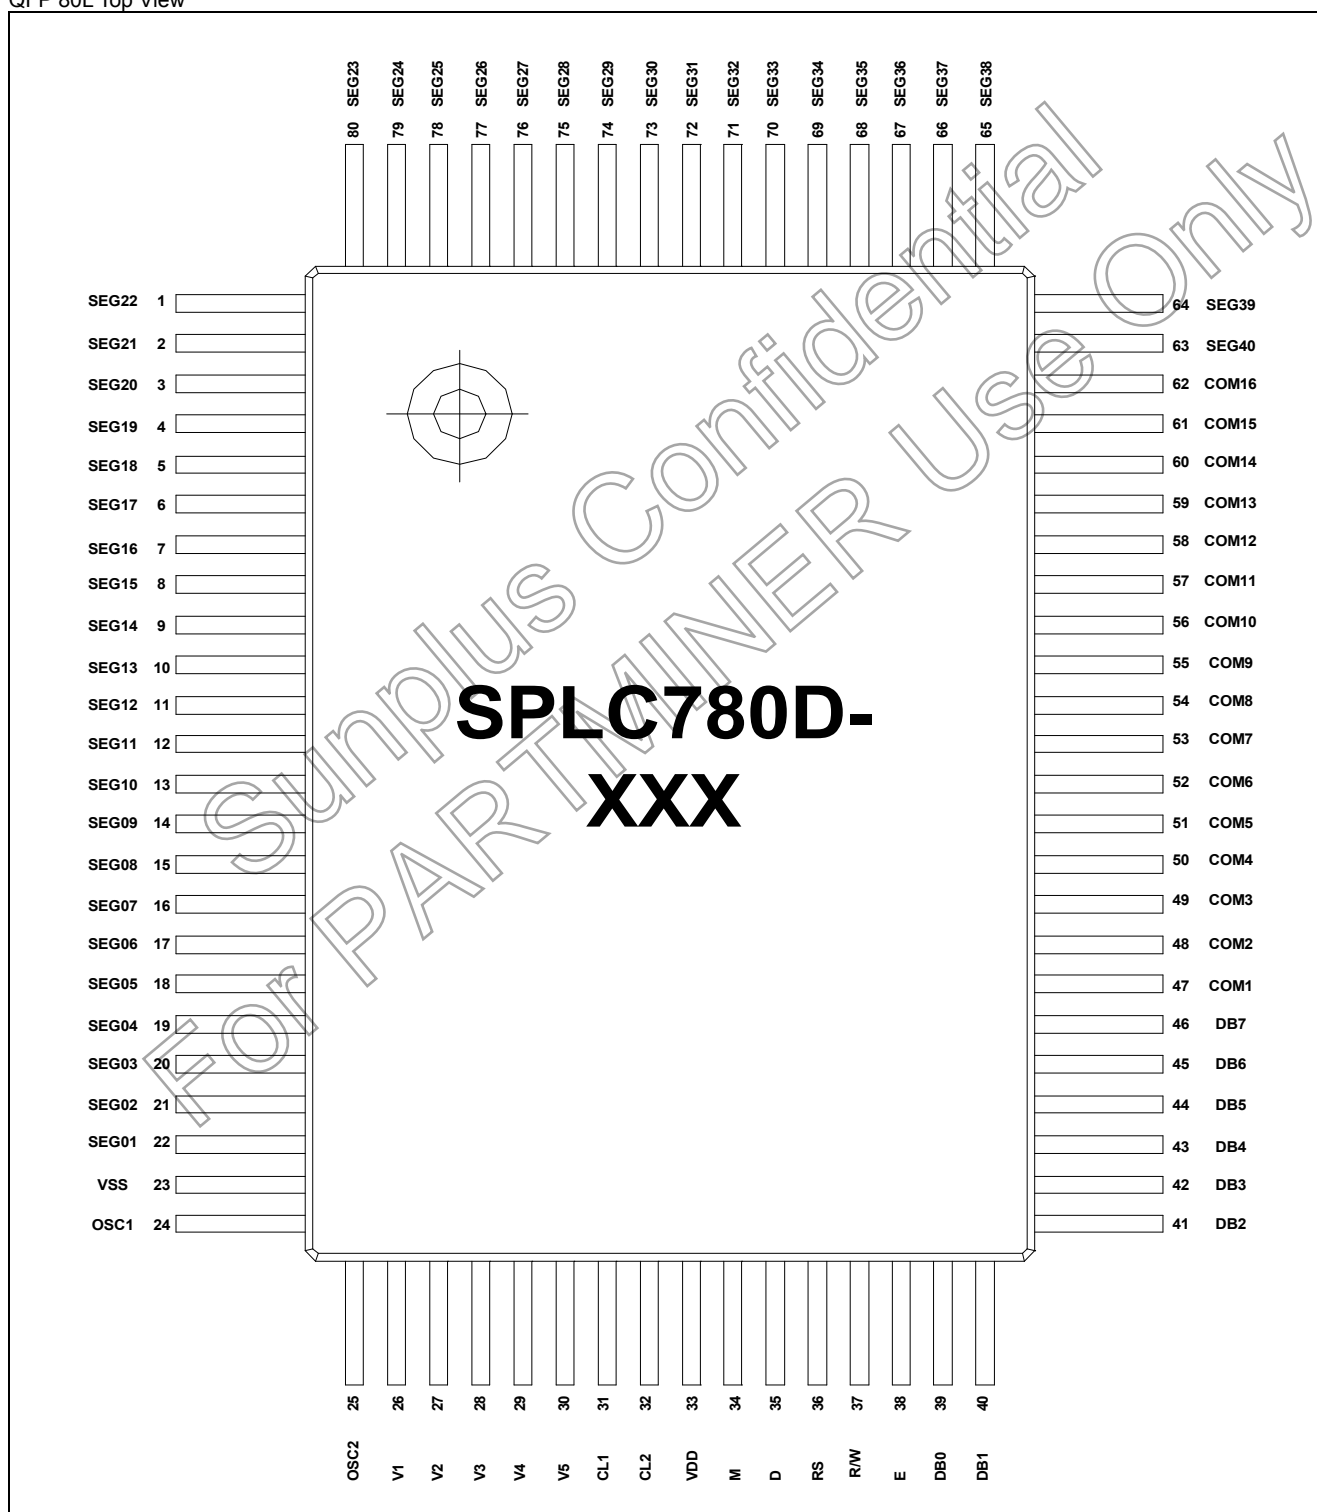 QFP 80L Top View
SEG23 SEG24 SEG25 SEG26 SEG27 SEG28 SEG29 SEG30 SEG31 SEG32 SEG33 SEG34 SEG35 SEG36 SEG37 SEG38
80 79 78 77 76 75 74 73 72 71 70 69 68 67 66 65
SEG22 1
SEG21 2
SEG20 3
SEG19 4
SEG18 5
SEG17 6
SEG16 7
SEG15 8
SEG14 9
SEG13 10
SEG12 11
SEG11 12
SEG10 13
SEG09 14
SEG08 15
SEG07 16
SEG06 17
SEG05 18
SEG04 19
SEG03 20
SEG02 21
SEG01 22
VSS 23
OSC1 24
SPLC780D-
XXX
Sunplus Confidential
For PARTMINER Use Only
64 SEG39
63 SEG40
62 COM16
61 COM15
60 COM14
59 COM13
58 COM12
57 COM11
56 COM10
55 COM9
54 COM8
53 COM7
52 COM6
51 COM5
50 COM4
49 COM3
48 COM2
47 COM1
46 DB7
45 DB6
44 DB5
43 DB4
42 DB3
41 DB2
25 26 27 28 29 30 31 32 33 34 35 36 37 38 39 40
OSC2 V1 V2 V3 V4 V5 CL1 CL2 VDD M D RS R/W E DB0 DB1